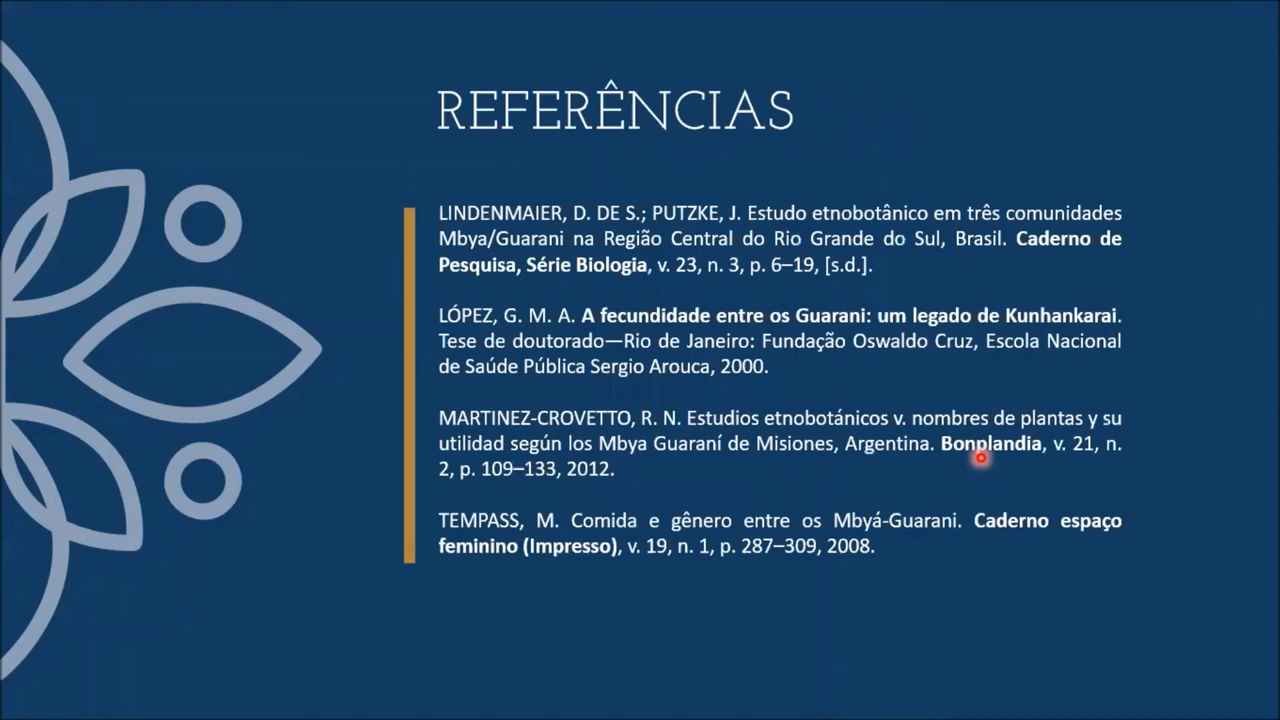 REFERÊNCIAS
LINDENMAIER, D. DE S.; PUTZKE, J. Estudo etnobotânico em três comunidades
Mbya/Guarani na Região Central do Rio Grande do Sul, Brasil. Caderno de
Pesquisa, Série Biologia, v. 23, n. 3, p. 6–19, [s.d.].
LÓPEZ, G. M. A. A fecundidade entre os Guarani: um legado de Kunhankarai.
Tese de doutorado—Rio de Janeiro: Fundação Oswaldo Cruz, Escola Nacional
de Saúde Pública Sergio Arouca, 2000.
MARTINEZ-CROVETTO, R. N. Estudios etnobotánicos v. nombres de plantas y su
utilidad según los Mbya Guaraní de Misiones, Argentina. Bonplandia, v. 21, n.
2, p. 109–133, 2012.
TEMPASS, M. Comida e gênero entre os Mbyá-Guarani. Caderno espaço
feminino (Impresso), v. 19, n. 1, p. 287–309, 2008.